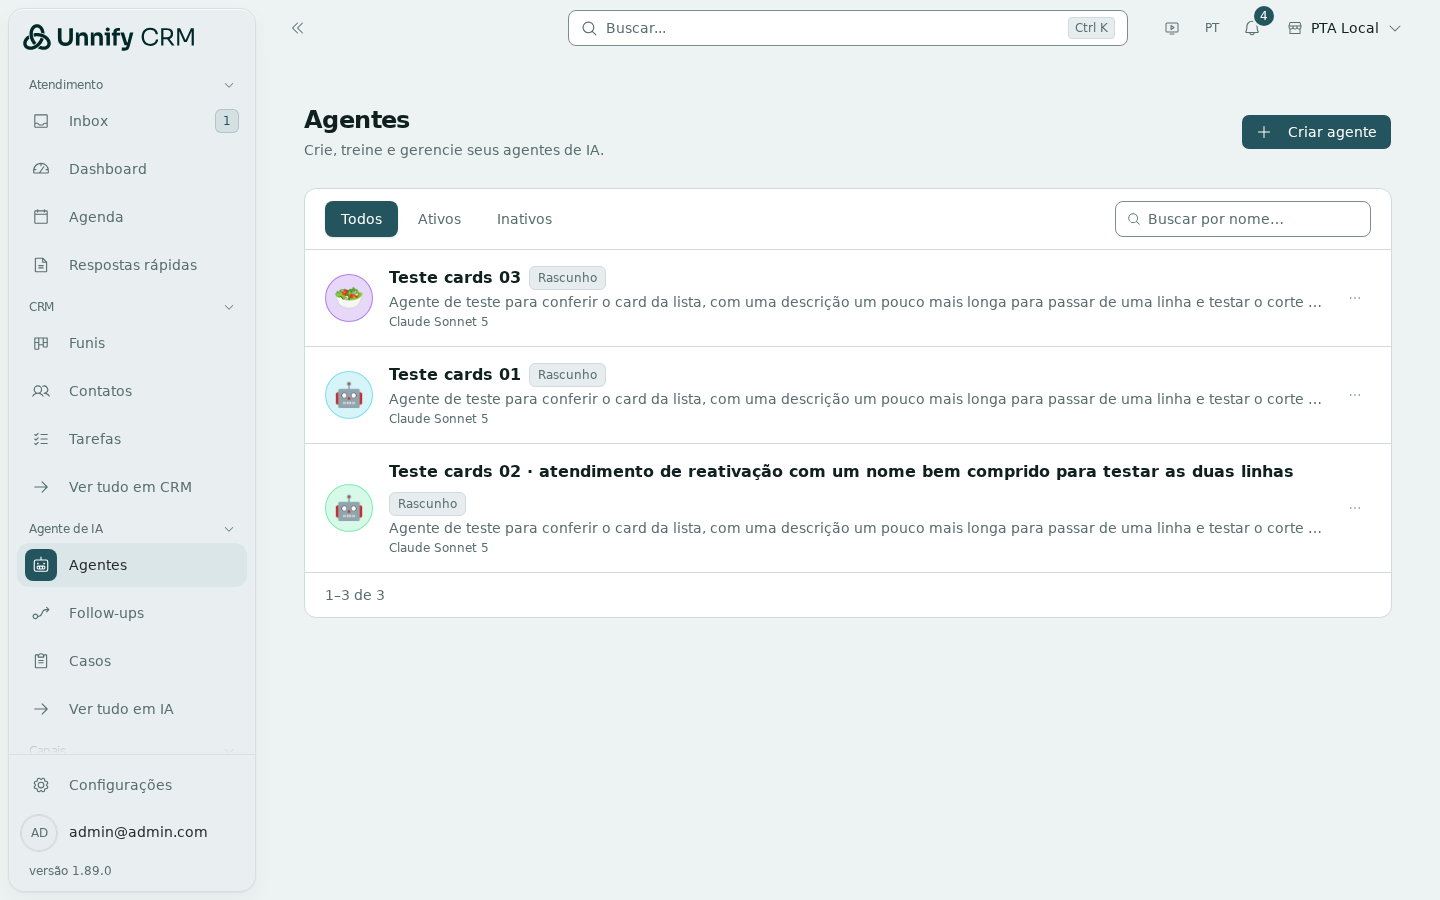 Unnify CRM
Buscar...
Ctrl K
PT
4
PTA Local
Atendimento
Inbox
1
Dashboard
Agenda
Respostas rápidas
CRM
Funis
Contatos
Tarefas
Ver tudo em CRM
Agente de IA
Agentes
Follow-ups
Casos
Ver tudo em IA
Canais
Configurações
AD
admin@admin.com
versão 1.89.0
Agentes
Crie, treine e gerencie seus agentes de IA.
Criar agente
Todos
Ativos
Inativos
Buscar por nome...
Teste cards 03
Rascunho
Agente de teste para conferir o card da lista, com uma descrição um pouco mais longa para passar de uma linha e testar o corte ...
Claude Sonnet 5
Teste cards 01
Rascunho
Agente de teste para conferir o card da lista, com uma descrição um pouco mais longa para passar de uma linha e testar o corte ...
Claude Sonnet 5
Teste cards 02 · atendimento de reativação com um nome bem comprido para testar as duas linhas
Rascunho
Agente de teste para conferir o card da lista, com uma descrição um pouco mais longa para passar de uma linha e testar o corte ...
Claude Sonnet 5
1–3 de 3